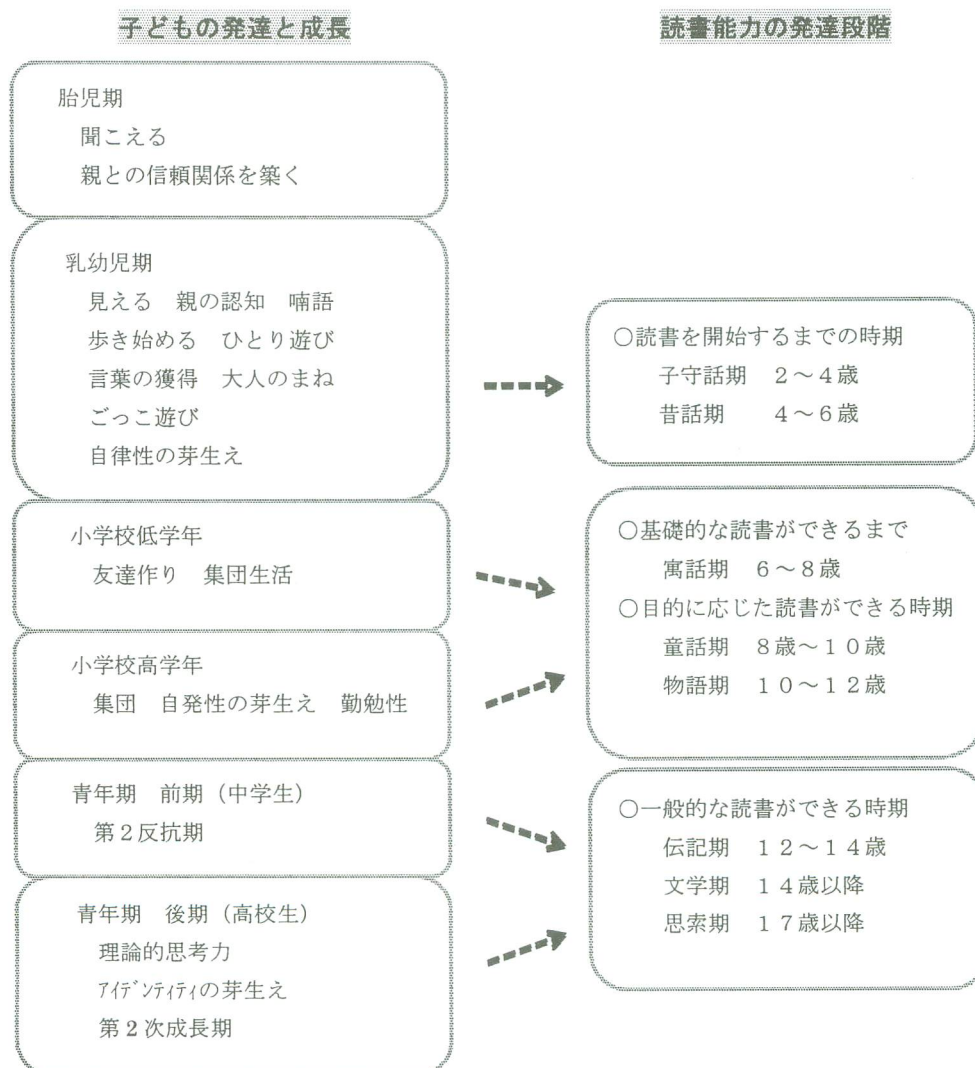 子どもの発達と成長
胎児期
聞こえる
親との信頼関係を築く
乳幼児期
見える　親の認知　喃語
歩き始める　ひとり遊び
言葉の獲得　大人のまね
ごっこ遊び
自律性の芽生え
小学校低学年
友達作り　集団生活
小学校高学年
集団　自発性の芽生え　勤勉性
青年期　前期（中学生）
第２反抗期
青年期　後期（高校生）
理論的思考力
ｱｲﾃﾞﾝﾃｨﾃｨの芽生え
第２次成長期
読書能力の発達段階
○読書を開始するまでの時期
子守話期　２～４歳
昔話期　４～６歳
○基礎的な読書ができるまで
寓話期　６～８歳
○目的に応じた読書ができる時期
童話期　８歳～１０歳
物語期　１０～１２歳
○一般的な読書ができる時期
伝記期　１２～１４歳
文学期　１４歳以降
思索期　１７歳以降